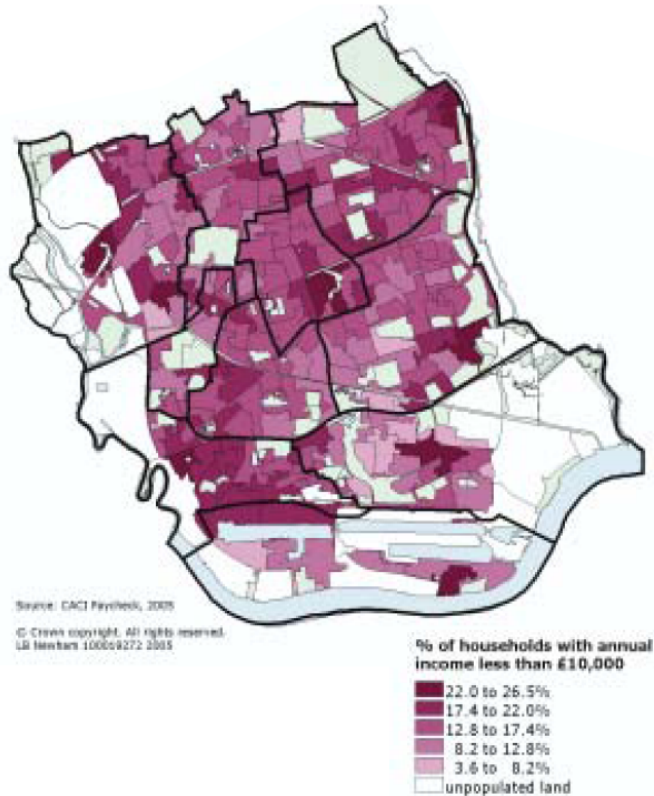 Source: CACI Paycheck, 2005
© Crown copyright. All rights reserved.
LB Newham 100019272 2005
% of households with annual
income less than £10,000
22.0 to 26.5%
17.4 to 22.0%
12.8 to 17.4%
8.2 to 12.8%
3.6 to 8.2%
unpopulated land